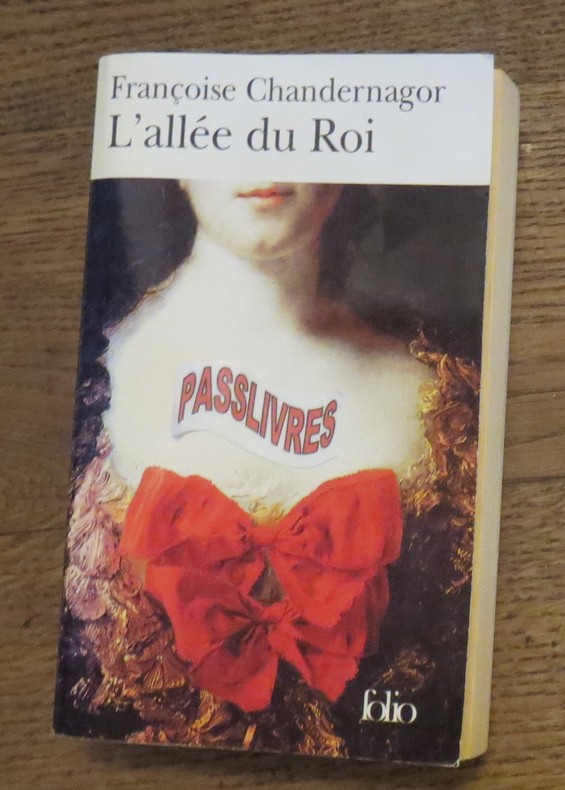 Françoise Chandernagor
L'allée du Roi
PASSLIVRES
folio